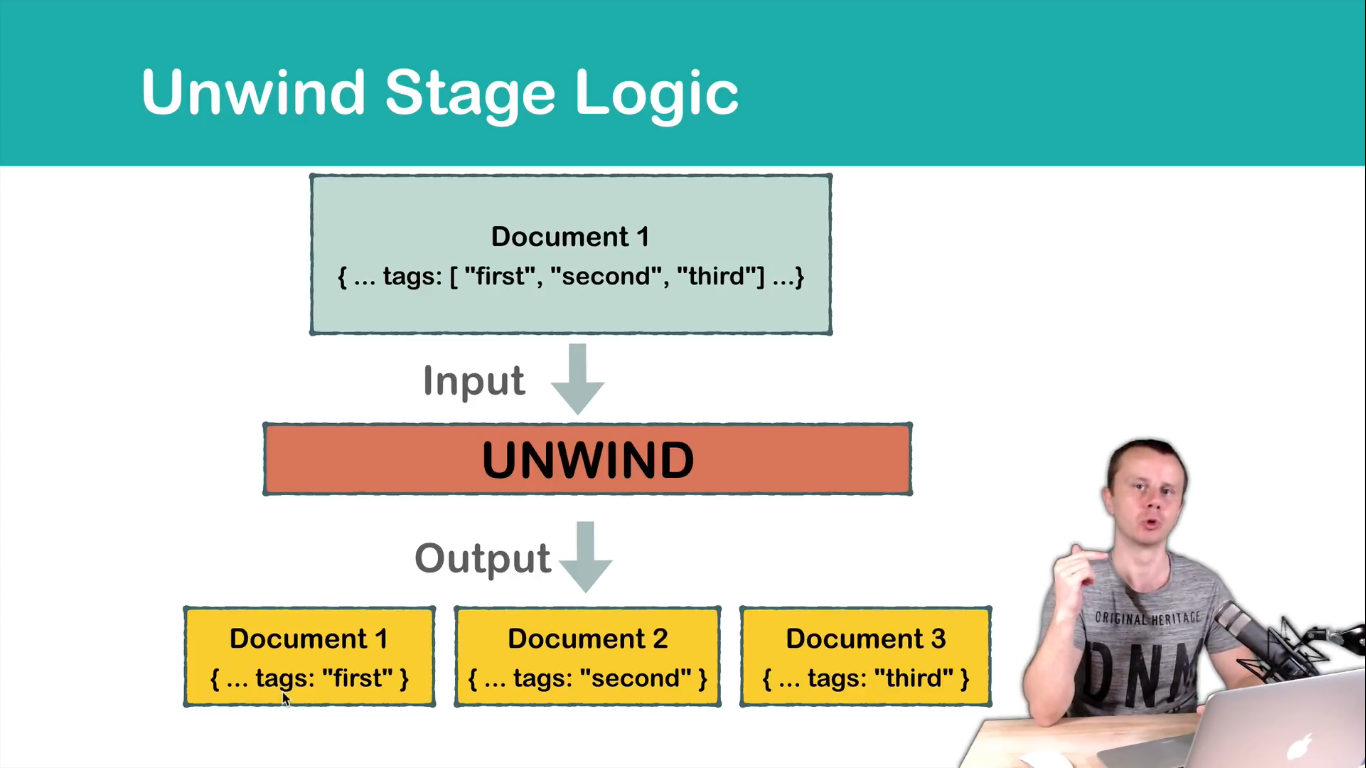 Unwind Stage Logic
Document 1
{ ... tags: [ "first", "second", "third"] ...}
Input
UNWIND
Output
Document 1
{ ... tags: "first" }
Document 2
{ ... tags: "second" }
Document 3
{ ... tags: "third" }
ORIGINAL HERITAGE
DNM